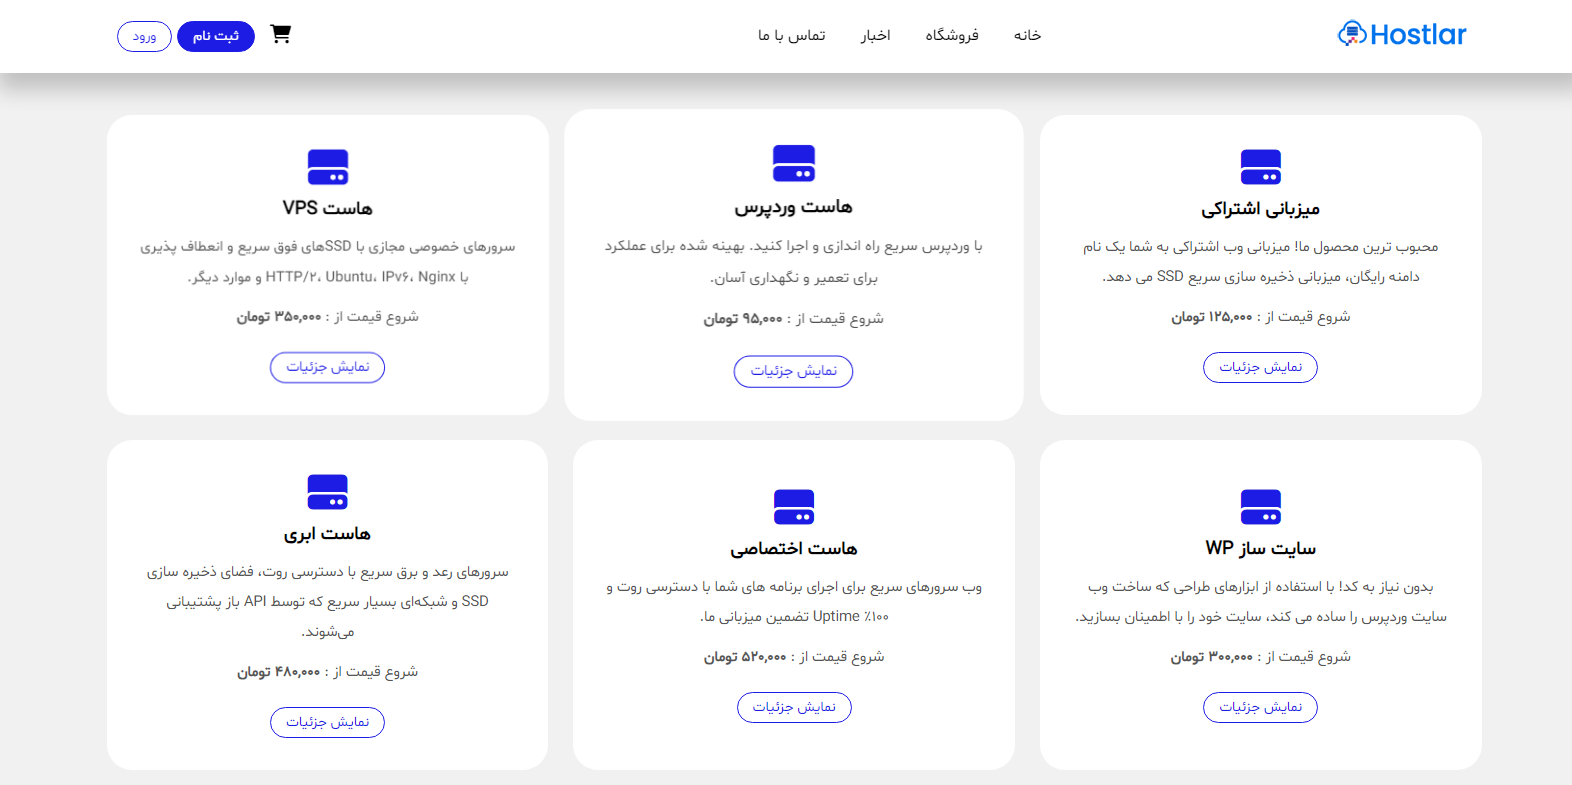 Hostlar
خانه
فروشگاه
اخبار
تماس با ما
ثبت نام
ورود
میزبانی اشتراکی
محبوب ترین محصول ما! میزبانی وب اشتراکی به شما یک نام
دامنه رایگان، میزبانی ذخیره سازی سریع SSD می دهد.
شروع قیمت از : ۱۲۵,۰۰۰ تومان
نمایش جزئیات
هاست وردپرس
با وردپرس سریع راه اندازی و اجرا کنید. بهینه شده برای عملکرد
برای تعمیر و نگهداری آسان.
شروع قیمت از : ۹۵,۰۰۰ تومان
نمایش جزئیات
هاست VPS
سرورهای خصوصی مجازی با SSDهای فوق سریع و انعطاف پذیری
با HTTP/۲، Ubuntu، IPv۶، Nginx و موارد دیگر.
شروع قیمت از : ۳۵۰,۰۰۰ تومان
نمایش جزئیات
سایت ساز WP
بدون نیاز به کد! با استفاده از ابزارهای طراحی که ساخت وب
سایت وردپرس را ساده می کند، سایت خود را با اطمینان بسازید.
شروع قیمت از : ۳۰۰,۰۰۰ تومان
نمایش جزئیات
هاست اختصاصی
وب سرورهای سریع برای اجرای برنامه های شما با دسترسی روت و
۱۰۰٪ Uptime تضمین میزبانی ما.
شروع قیمت از : ۵۲۰,۰۰۰ تومان
نمایش جزئیات
هاست ابری
سرورهای رعد و برق سریع با دسترسی روت، فضای ذخیره سازی
SSD و شبکه‌ای بسیار سریع که توسط API باز پشتیبانی
می‌شوند.
شروع قیمت از : ۴۸۰,۰۰۰ تومان
نمایش جزئیات